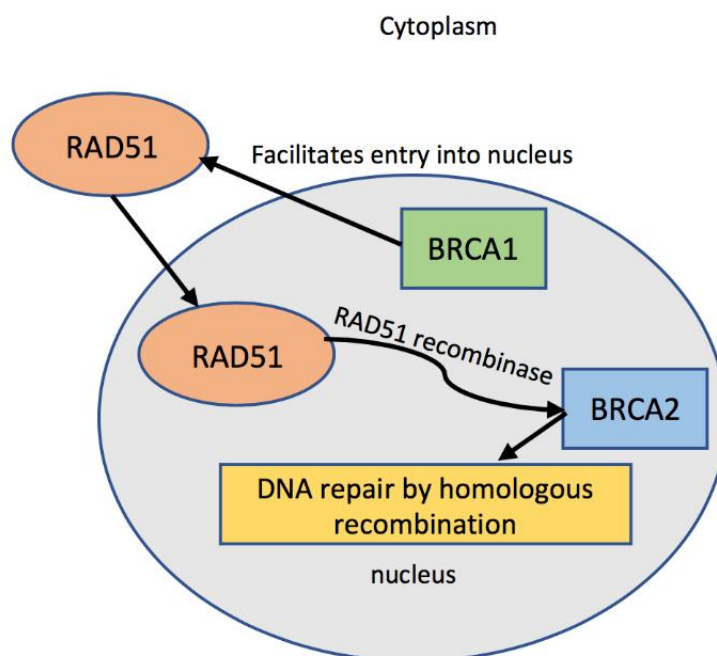 Cytoplasm
RAD51
Facilitates entry into nucleus
BRCA1
RAD51
RAD51 recombinase
BRCA2
DNA repair by homologous
recombination
nucleus